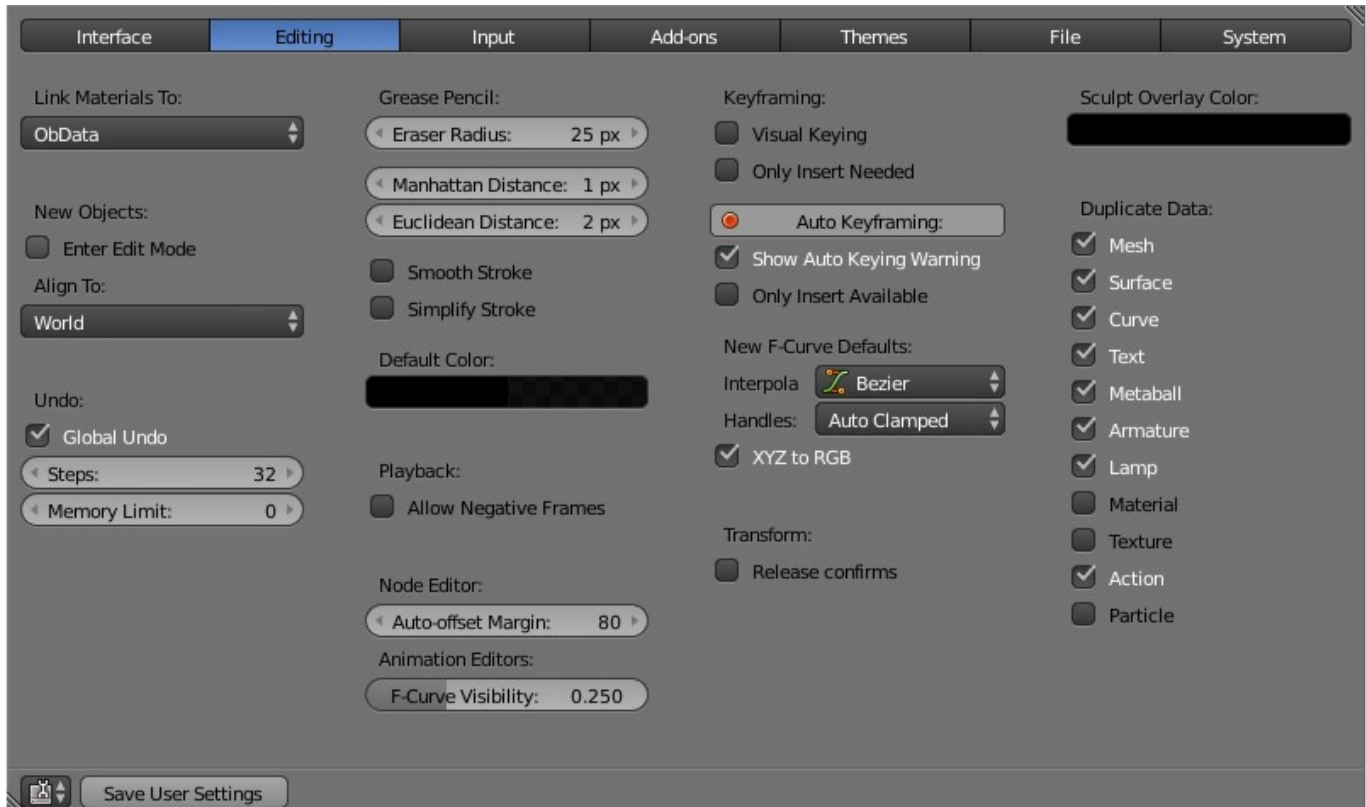 Interface Editing Input Add-ons Themes File System
Link Materials To:
ObData
New Objects:
Enter Edit Mode
Align To:
World
Undo:
Global Undo
Steps: 32
Memory Limit: 0
Grease Pencil:
Eraser Radius: 25 px
Manhattan Distance: 1 px
Euclidean Distance: 2 px
Smooth Stroke
Simplify Stroke
Default Color:
Playback:
Allow Negative Frames
Node Editor:
Auto-offset Margin: 80
Animation Editors:
F-Curve Visibility: 0.250
Keyframing:
Visual Keying
Only Insert Needed
Auto Keyframing:
Show Auto Keying Warning
Only Insert Available
New F-Curve Defaults:
Interpola Bezier
Handles: Auto Clamped
XYZ to RGB
Transform:
Release confirms
Sculpt Overlay Color:
Duplicate Data:
Mesh
Surface
Curve
Text
Metaball
Armature
Lamp
Material
Texture
Action
Particle
Save User Settings